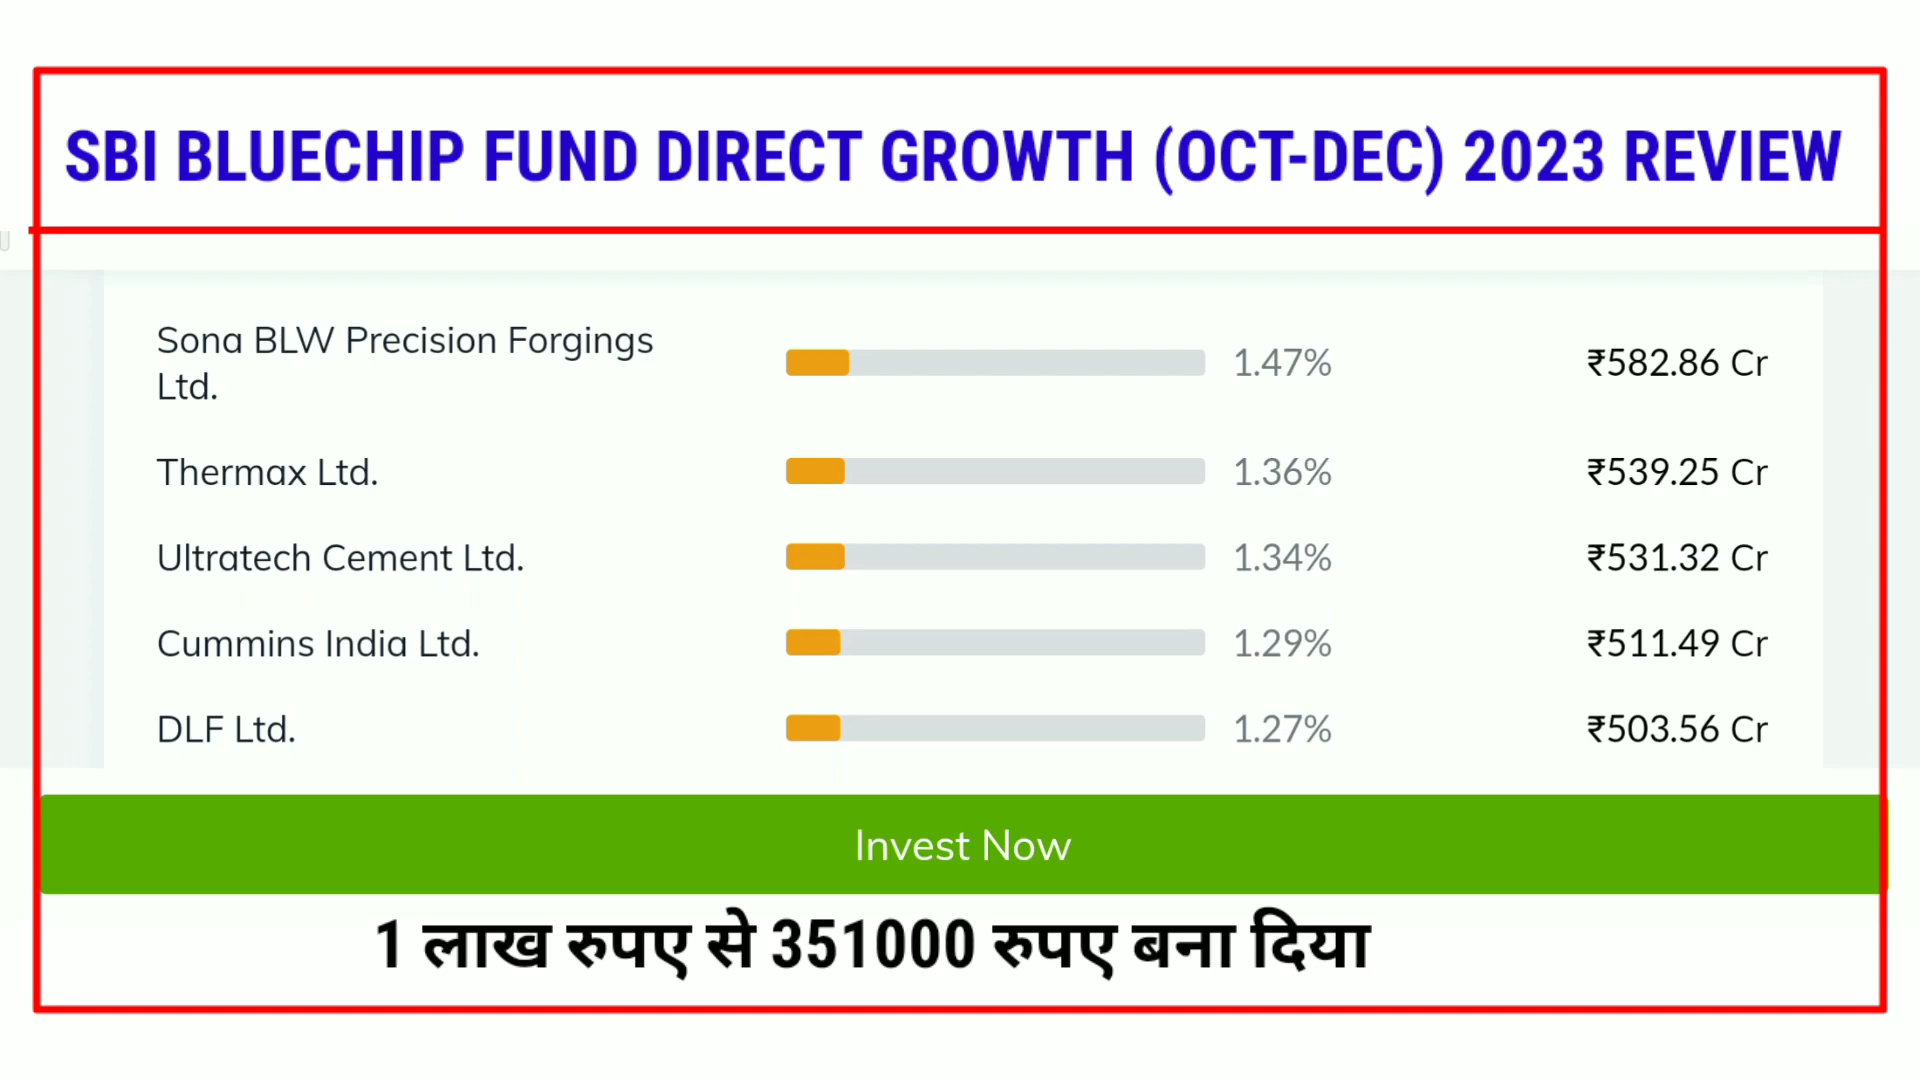 SBI BLUECHIP FUND DIRECT GROWTH (OCT-DEC) 2023 REVIEW
Sona BLW Precision Forgings
Ltd.
1.47%
₹582.86 Cr
Thermax Ltd.
1.36%
₹539.25 Cr
Ultratech Cement Ltd.
1.34%
₹531.32 Cr
Cummins India Ltd.
1.29%
₹511.49 Cr
DLF Ltd.
1.27%
₹503.56 Cr
Invest Now
1 लाख रुपए से 351000 रुपए बना दिया